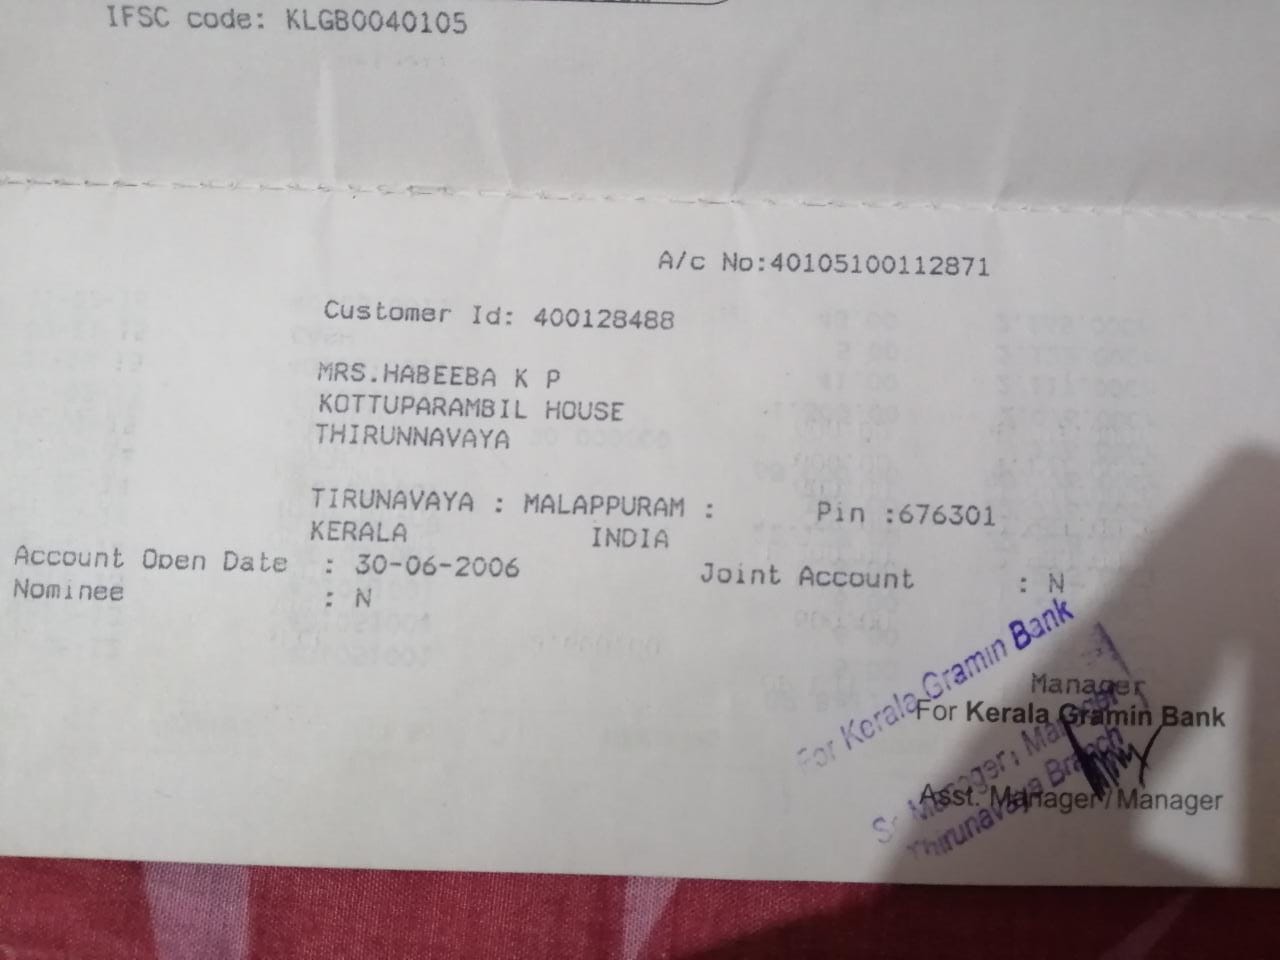 IFSC code: KLGB0040105
A/c No:40105100112871
Customer Id: 400128488
MRS.HABEEBA K P
KOTTUPARAMBIL HOUSE
THIRUNNAVAYA
TIRUNAVAYA : MALAPPURAM : Pin :676301
KERALA INDIA
Account Open Date : 30-06-2006 Joint Account : N
Nominee : N
For Kerala Gramin Bank
Manager
For Kerala Gramin Bank
Sr. Manager, Manager
Thirunavaya Branch
Asst. Manager/Manager